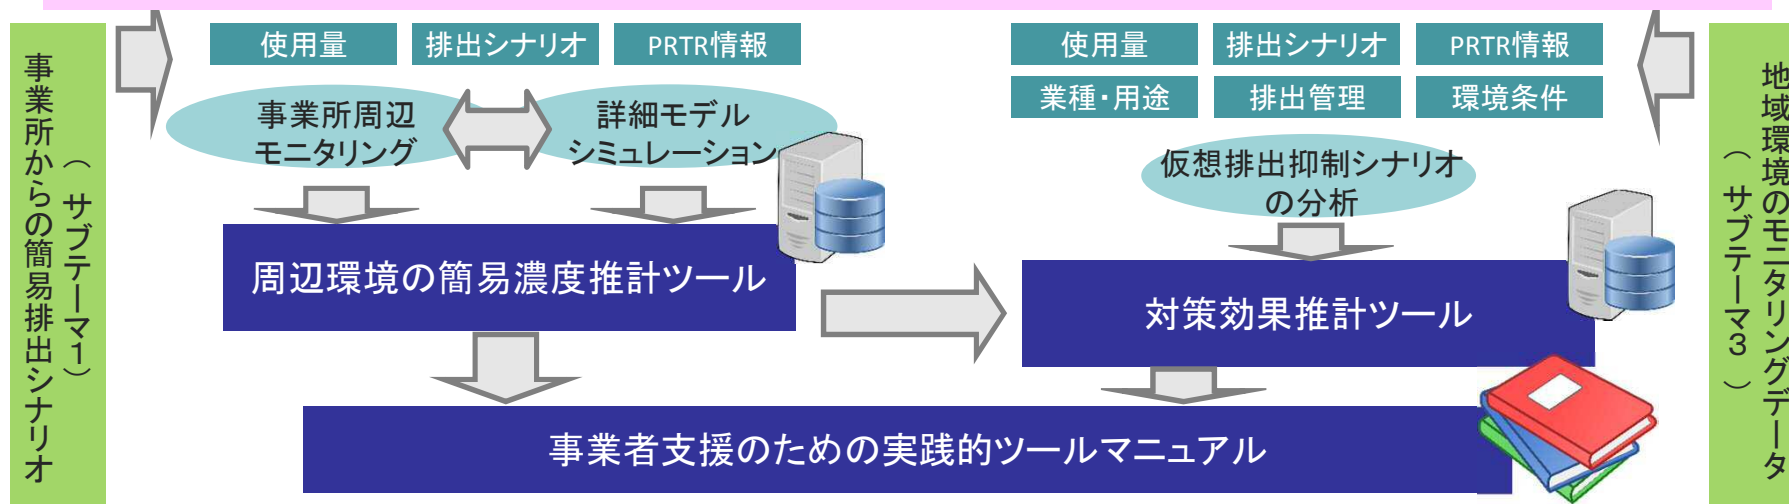 事業所からの簡易排出シナリオ
（サブテーマ１）
使用量
排出シナリオ
PRTR情報
事業所周辺
モニタリング
詳細モデル
シミュレーション
周辺環境の簡易濃度推計ツール
使用量
排出シナリオ
PRTR情報
業種・用途
排出管理
環境条件
仮想排出抑制シナリオ
の分析
対策効果推計ツール
事業者支援のための実践的ツールマニュアル
地域環境のモニタリングデータ
（サブテーマ３）